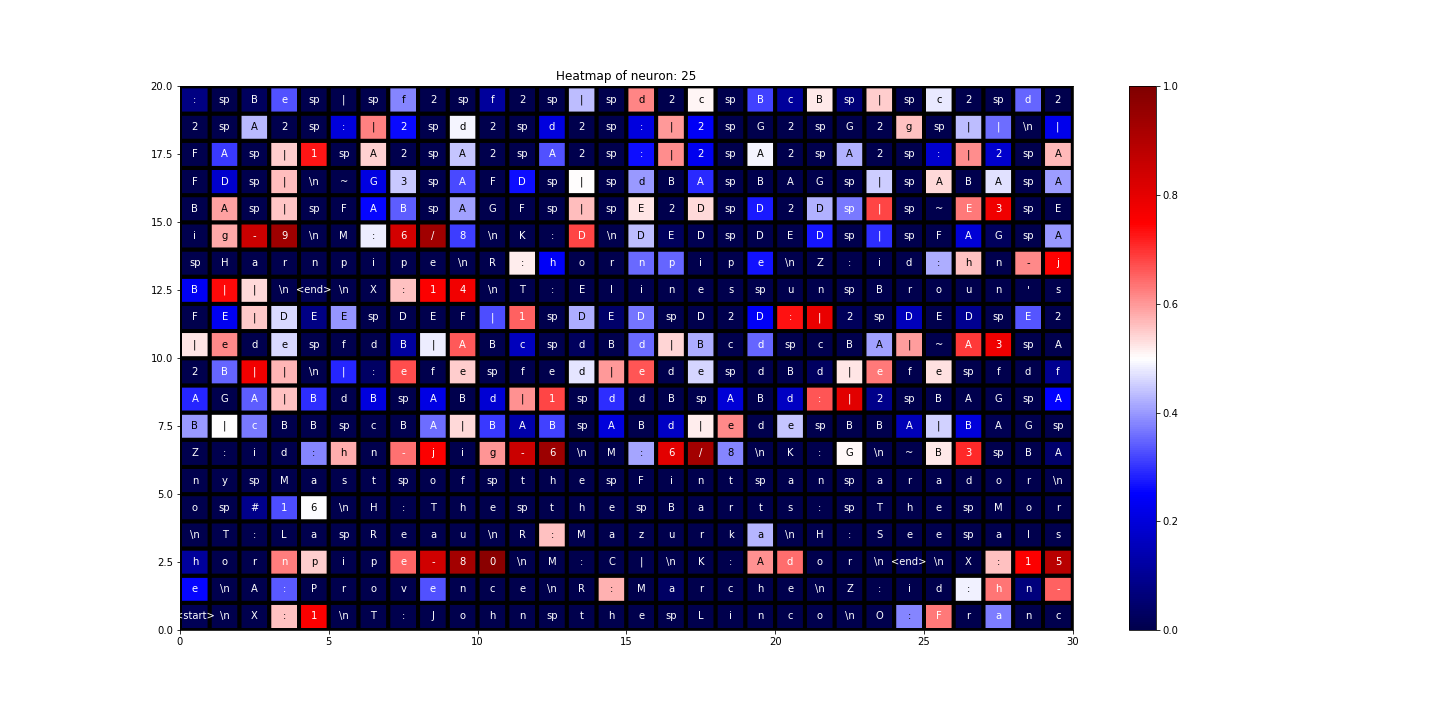 Heatmap of neuron: 25
20.0 : sp B e sp | sp f 2 sp f 2 sp | sp d 2 c sp B c B sp | sp c 2 sp d 2 1.0
2 sp A 2 sp : | 2 sp d 2 sp d 2 sp : | 2 sp G 2 sp G 2 g sp | | \n |
17.5 F A sp | 1 sp A 2 sp A 2 sp A 2 sp : | 2 sp A 2 sp A 2 sp : | 2 sp A
F D sp | \n ~ G 3 sp A F D sp | sp d B A sp B A G sp | sp A B A sp A 0.8
15.0 B A sp | sp F A B sp A G F sp | sp E 2 D sp D 2 D sp | sp ~ E 3 sp E
i g - 9 \n M : 6 / 8 \n K : D \n D E D sp D E D sp | sp F A G sp A
sp H a r n p i p e \n R : h o r n p i p e \n Z : i d : h n - j
12.5 B | | \n <end> \n X : 1 4 \n T : E l i n e s sp u n sp B r o u n ' s 0.6
F E | D E E sp D E F | 1 sp D E D sp D 2 D : | 2 sp D E D sp E 2
10.0 | e d e sp f d B | A B c sp d B d | B c d sp c B A | ~ A 3 sp A
2 B | | \n | : e f e sp f e d | e d e sp d B d | e f e sp f d f 0.4
A G A | B d B sp A B d | 1 sp d d B sp A B d : | 2 sp B A G sp A
7.5 B | c B B sp c B A | B A B sp A B d | e d e sp B B A | B A G sp
Z : i d : h n - j i g - 6 \n M : 6 / 8 \n K : G \n ~ B 3 sp B A
n y sp M a s t sp o f sp t h e sp F i n t sp a n sp a r a d o r \n 0.2
5.0 o sp # 1 6 \n H : T h e sp t h e sp B a r t s : sp T h e sp M o r
\n T : L a sp R e a u \n R : M a z u r k a \n H : S e e sp a l s
2.5 h o r n p i p e - 8 0 \n M : C | \n K : A d o r \n <end> \n X : 1 5
e \n A : P r o v e n c e \n R : M a r c h e \n Z : i d : h n -
0.0 <start> \n X : 1 \n T : J o h n sp t h e sp L i n c o \n O : F r a n c 0.0
0 5 10 15 20 25 30